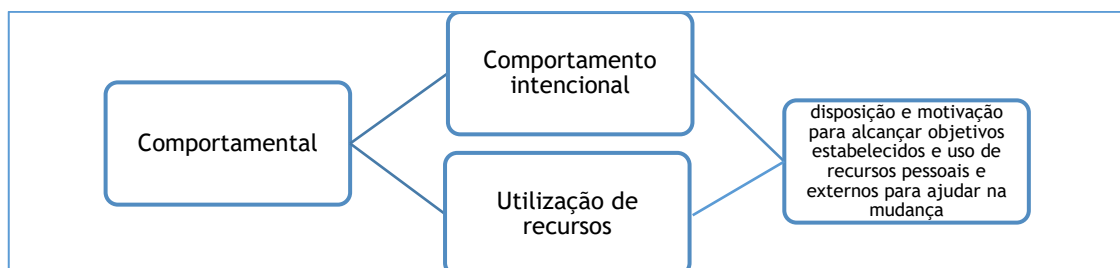 Comportamental
Comportamento
intencional
Utilização de
recursos
disposição e motivação
para alcançar objetivos
estabelecidos e uso de
recursos pessoais e
externos para ajudar na
mudança